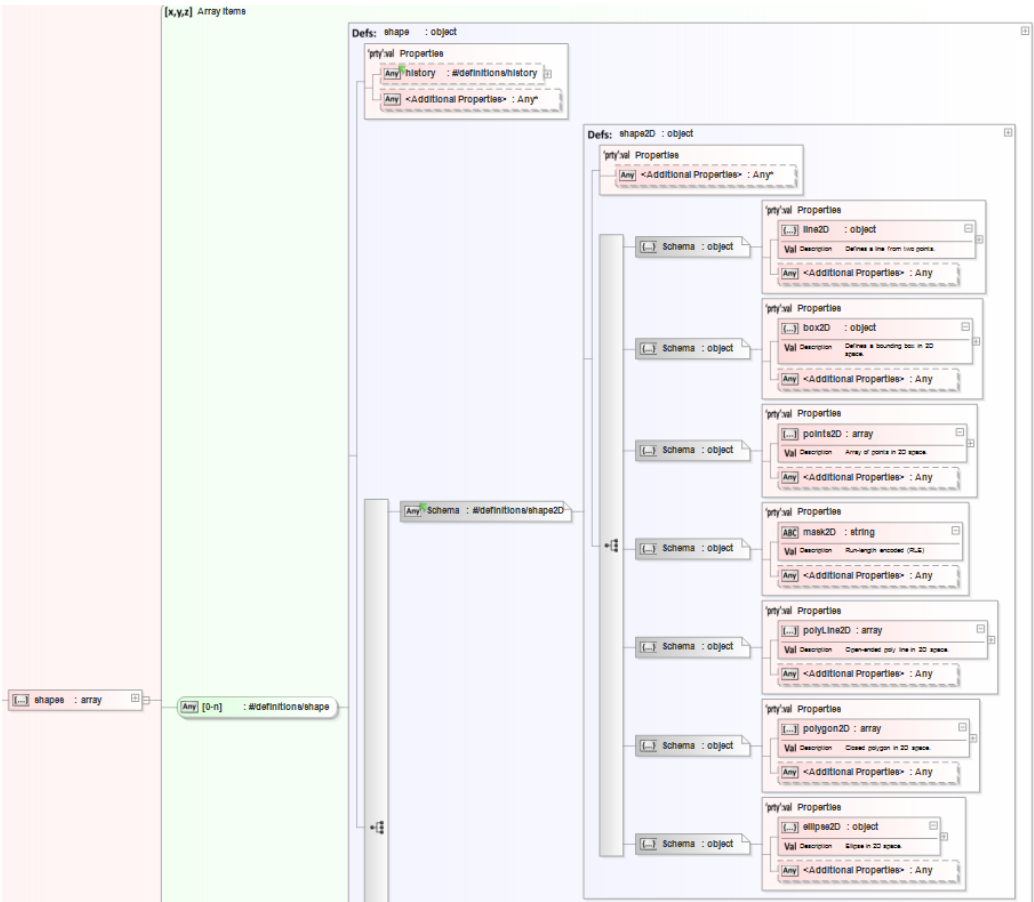 [x,y,z] Array Items
Defs: shape : object
'prty':val Properties
Any history : #/definitions/history
Any <Additional Properties> : Any*
Defs: shape2D : object
'prty':val Properties
Any <Additional Properties> : Any*
'prty':val Properties
{...} line2D : object
Val Description Defines a line from two points.
Any <Additional Properties> : Any
{...} Schema : object
'prty':val Properties
{...} box2D : object
Val Description Defines a bounding box in 2D
space.
Any <Additional Properties> : Any
{...} Schema : object
'prty':val Properties
[...] points2D : array
Val Description Array of points in 2D space.
Any <Additional Properties> : Any
{...} Schema : object
Any Schema : #/definitions/shape2D
'prty':val Properties
ABC mask2D : string
Val Description Run-length encoded (RLE)
Any <Additional Properties> : Any
{...} Schema : object
'prty':val Properties
[...] polyLine2D : array
Val Description Open-ended poly line in 2D space.
Any <Additional Properties> : Any
{...} Schema : object
[...] shapes : array
Any [0-n] : #/definitions/shape
'prty':val Properties
[...] polygon2D : array
Val Description Closed polygon in 2D space.
Any <Additional Properties> : Any
{...} Schema : object
'prty':val Properties
{...} ellipse2D : object
Val Description Ellipse in 2D space.
Any <Additional Properties> : Any
{...} Schema : object